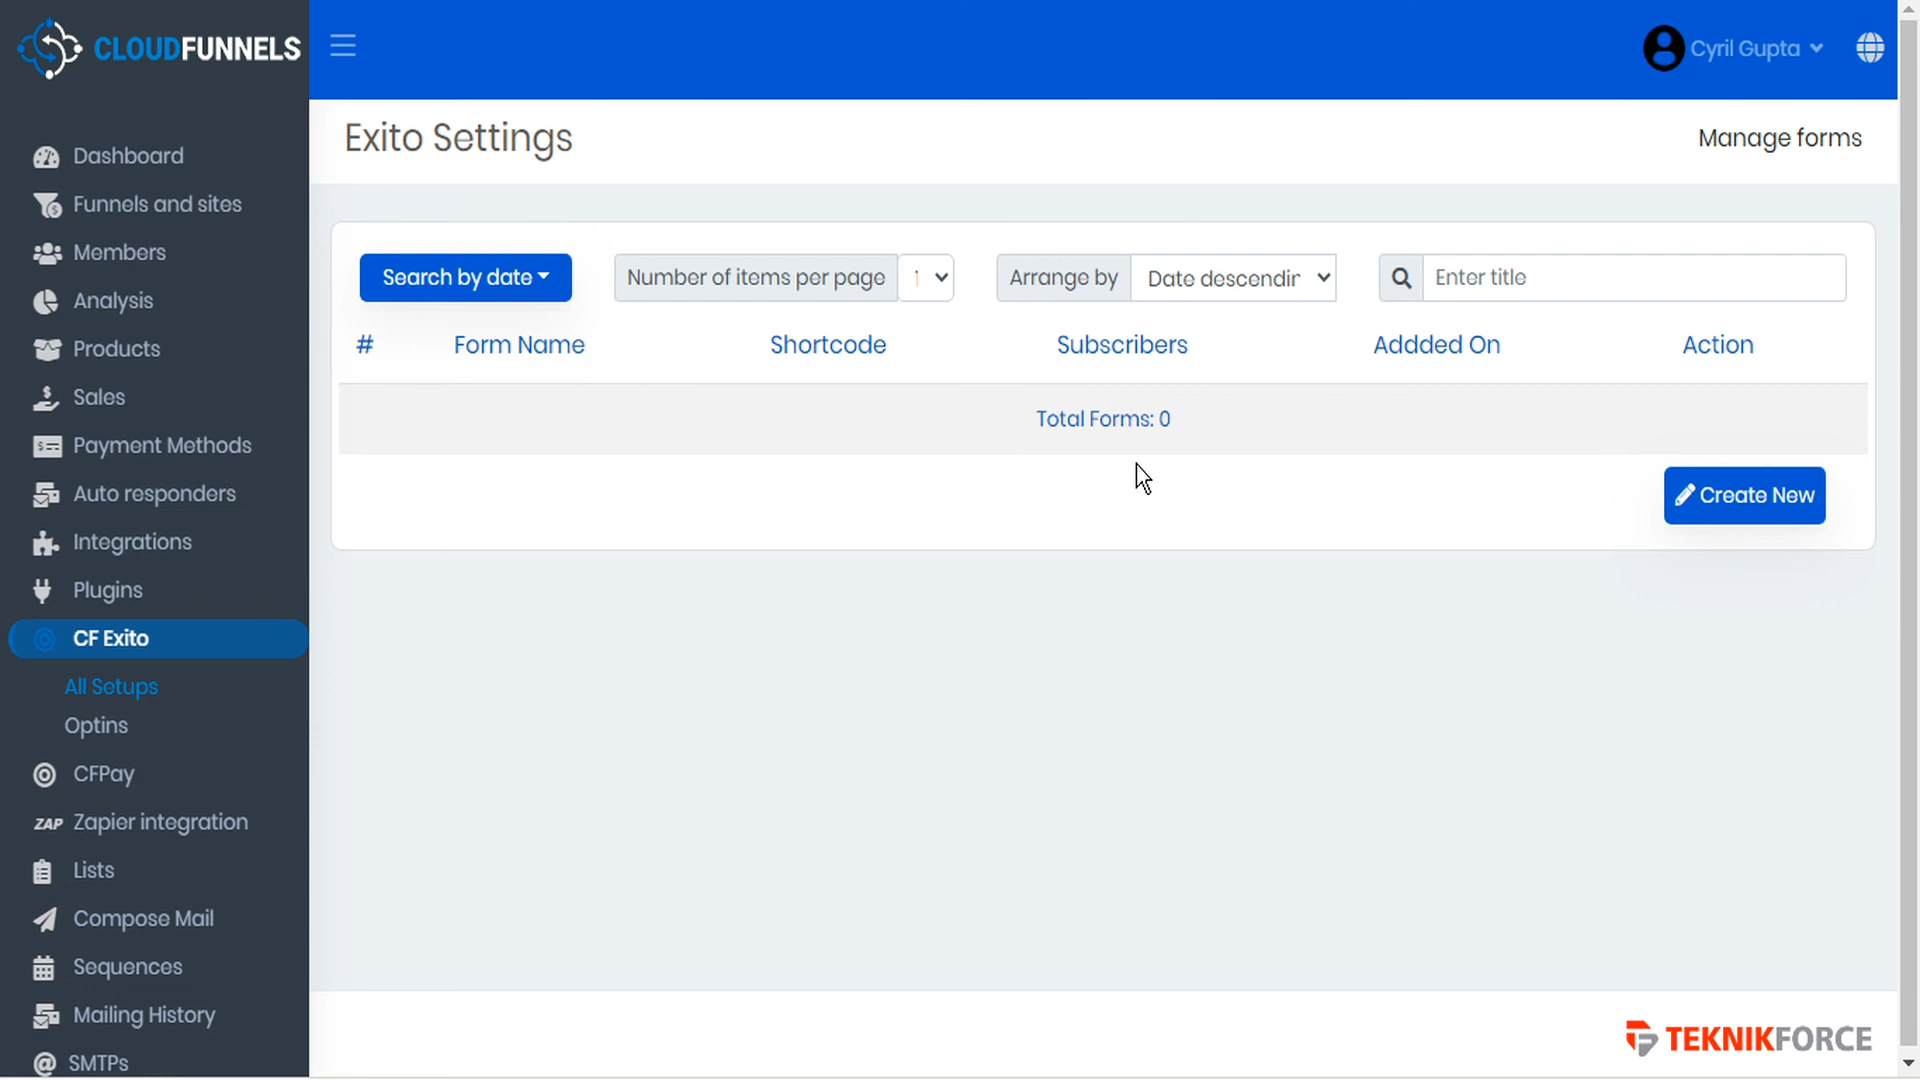 CLOUDFUNNELS
Cyril Gupta
Exito Settings
Manage forms
Dashboard
Funnels and sites
Members
Analysis
Products
Sales
Payment Methods
Auto responders
Integrations
Plugins
CF Exito
All Setups
Optins
CFPay
ZAP Zapier integration
Lists
Compose Mail
Sequences
Mailing History
@ SMTPs
Search by date
Number of items per page
Arrange by Date descendin
Enter title
# Form Name Shortcode Subscribers Addded On Action
Total Forms: 0
Create New
TEKNIKFORCE